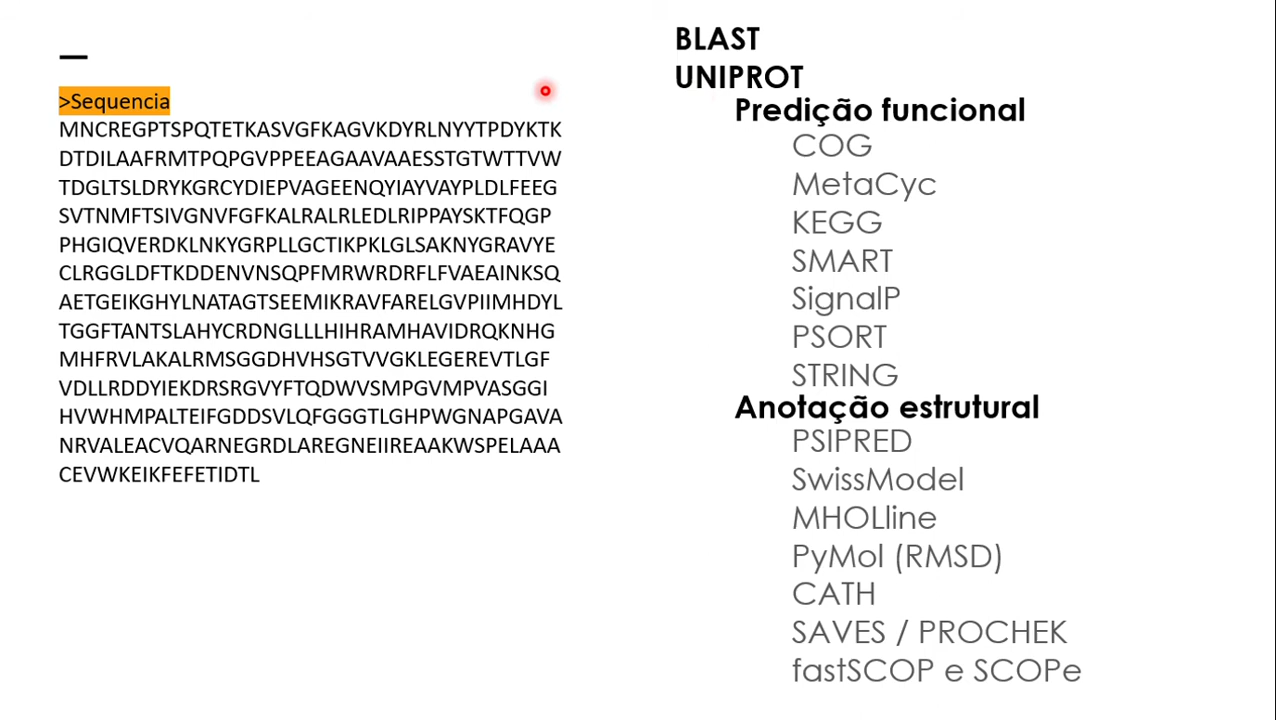 >Sequencia
MNCREGPTSPQTETKASVGFKAGVKDYRLNYYTPDYKTK
DTDILAAFRMTPQPGVPPEEAGAAVAAESSTGTWTTVW
TDGLTSLDRYKGRCYDIEPVAGEENQYIAYVAYPLDLFEEG
SVTNMFTSIVGNVFGFKALRALRLEDLRIPPAYSKTFQGP
PHGIQVERDKLNKYGRPLLGCTIKPKLGLSAKNYGRAVYE
CLRGGLDFTKDDENVNSQPFMRWRDRFLFVAEAINKSQ
AETGEIKGHYLNATAGTSEEMIKRAVFARELGVPIIMHDYL
TGGFTANTSLAHYCRDNGLLLHIHRAMHAVIDRQKNHG
MHFRVLAKALRMSGGDHVHSGTVVGKLEGEREVTLGF
VDLLRDDYIEKDRSRGVYFTQDWVSMPGVMPVASGGI
HVWHMPALTEIFGDDSVLQFGGGTLGHPWGNAPGAVA
NRVALEACVQARNEGRDLAREGNEIIREAAKWSPELAAA
CEVWKEIKFEFETIDTL
BLAST
UNIPROT
Predição funcional
COG
MetaCyc
KEGG
SMART
SignalP
PSORT
STRING
Anotação estrutural
PSIPRED
SwissModel
MHOLline
PyMol (RMSD)
CATH
SAVES / PROCHEK
fastSCOP e SCOPe